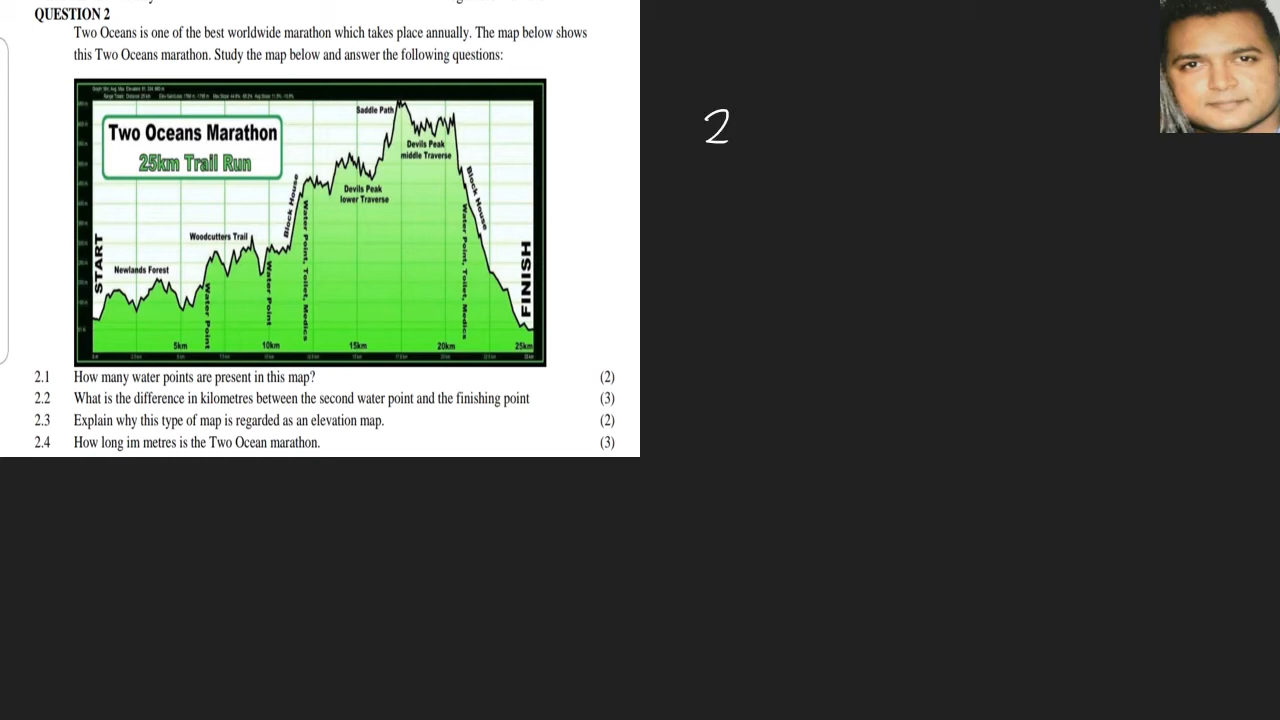 QUESTION 2
Two Oceans is one of the best worldwide marathon which takes place annually. The map below shows
this Two Oceans marathon. Study the map below and answer the following questions:
Two Oceans Marathon
25km Trail Run
START
Newlands Forest
Woodcutters Trail
Water Point
Water Point
Block House
Water Point, Toilet, Medics
Devils Peak
lower Traverse
Saddle Path
Devils Peak
middle Traverse
Block House
Water Point, Toilet, Medics
FINISH
5km
10km
15km
20km
25km
2.1 How many water points are present in this map? (2)
2.2 What is the difference in kilometres between the second water point and the finishing point (3)
2.3 Explain why this type of map is regarded as an elevation map. (2)
2.4 How long im metres is the Two Ocean marathon. (3)
2